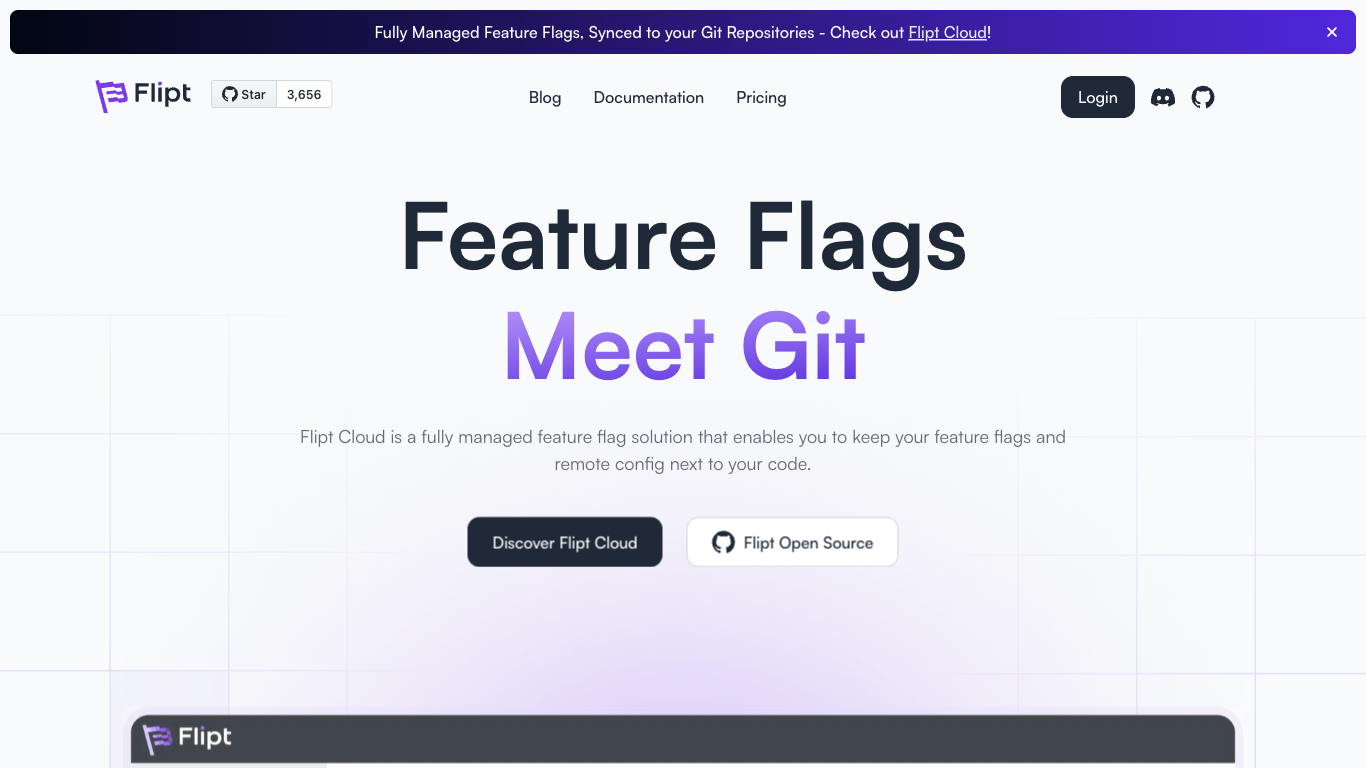 Fully Managed Feature Flags, Synced to your Git Repositories - Check out Flipt Cloud!
Flipt
Star
3,656
Blog
Documentation
Pricing
Login
Feature Flags
Meet Git
Flipt Cloud is a fully managed feature flag solution that enables you to keep your feature flags and
remote config next to your code.
Discover Flipt Cloud
Flipt Open Source
Flipt